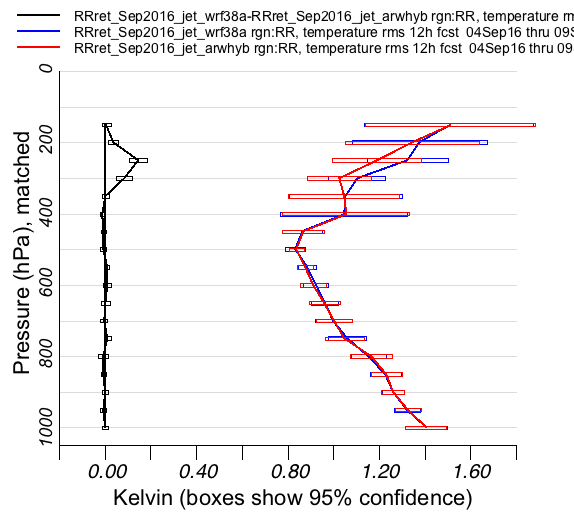 RRret_Sep2016_jet_wrf38a-RRret_Sep2016_jet_arwhyb rgn:RR, temperature rm
RRret_Sep2016_jet_wrf38a rgn:RR, temperature rms 12h fcst 04Sep16 thru 09S
RRret_Sep2016_jet_arwhyb rgn:RR, temperature rms 12h fcst 04Sep16 thru 09
0
200
400
600
800
1000
Pressure (hPa), matched
0.00 0.40 0.80 1.20 1.60
Kelvin (boxes show 95% confidence)